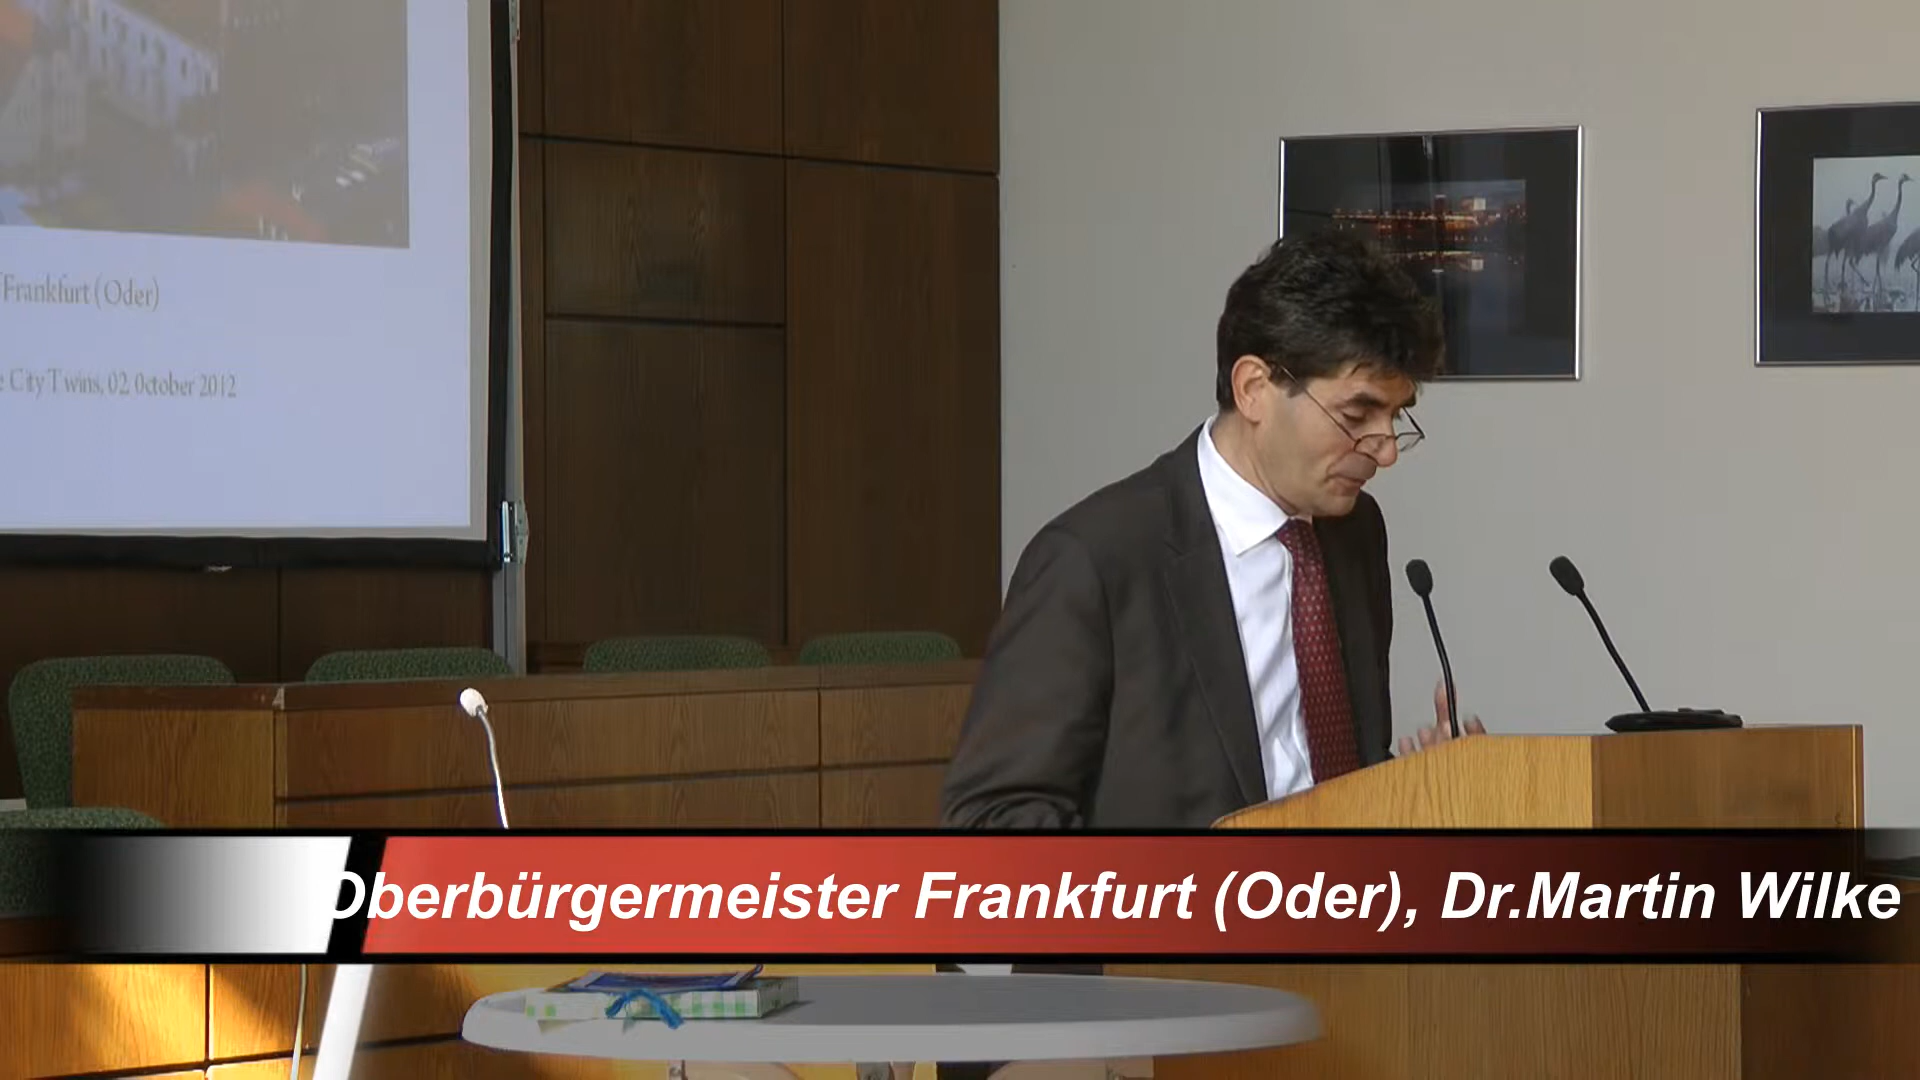 Frankfurt (Oder)
City Twins, 02. October 2012
Oberbürgermeister Frankfurt (Oder), Dr.Martin Wilke